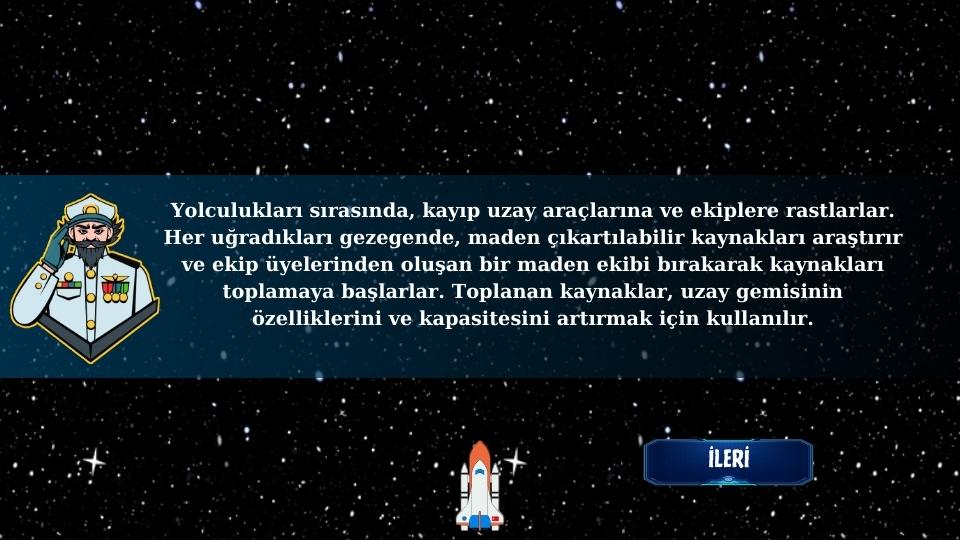 Yolculukları sırasında, kayıp uzay araçlarına ve ekiplere rastlarlar.
Her uğradıkları gezegende, maden çıkartılabilir kaynakları araştırır
ve ekip üyelerinden oluşan bir maden ekibi bırakarak kaynakları
toplamaya başlarlar. Toplanan kaynaklar, uzay gemisinin
özelliklerini ve kapasitesini artırmak için kullanılır.
İLERİ